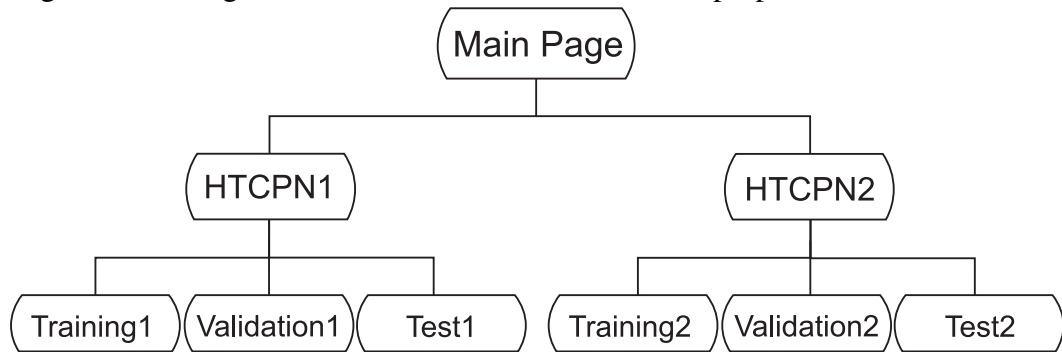 Main Page
HTCPN1
HTCPN2
Training1
Validation1
Test1
Training2
Validation2
Test2